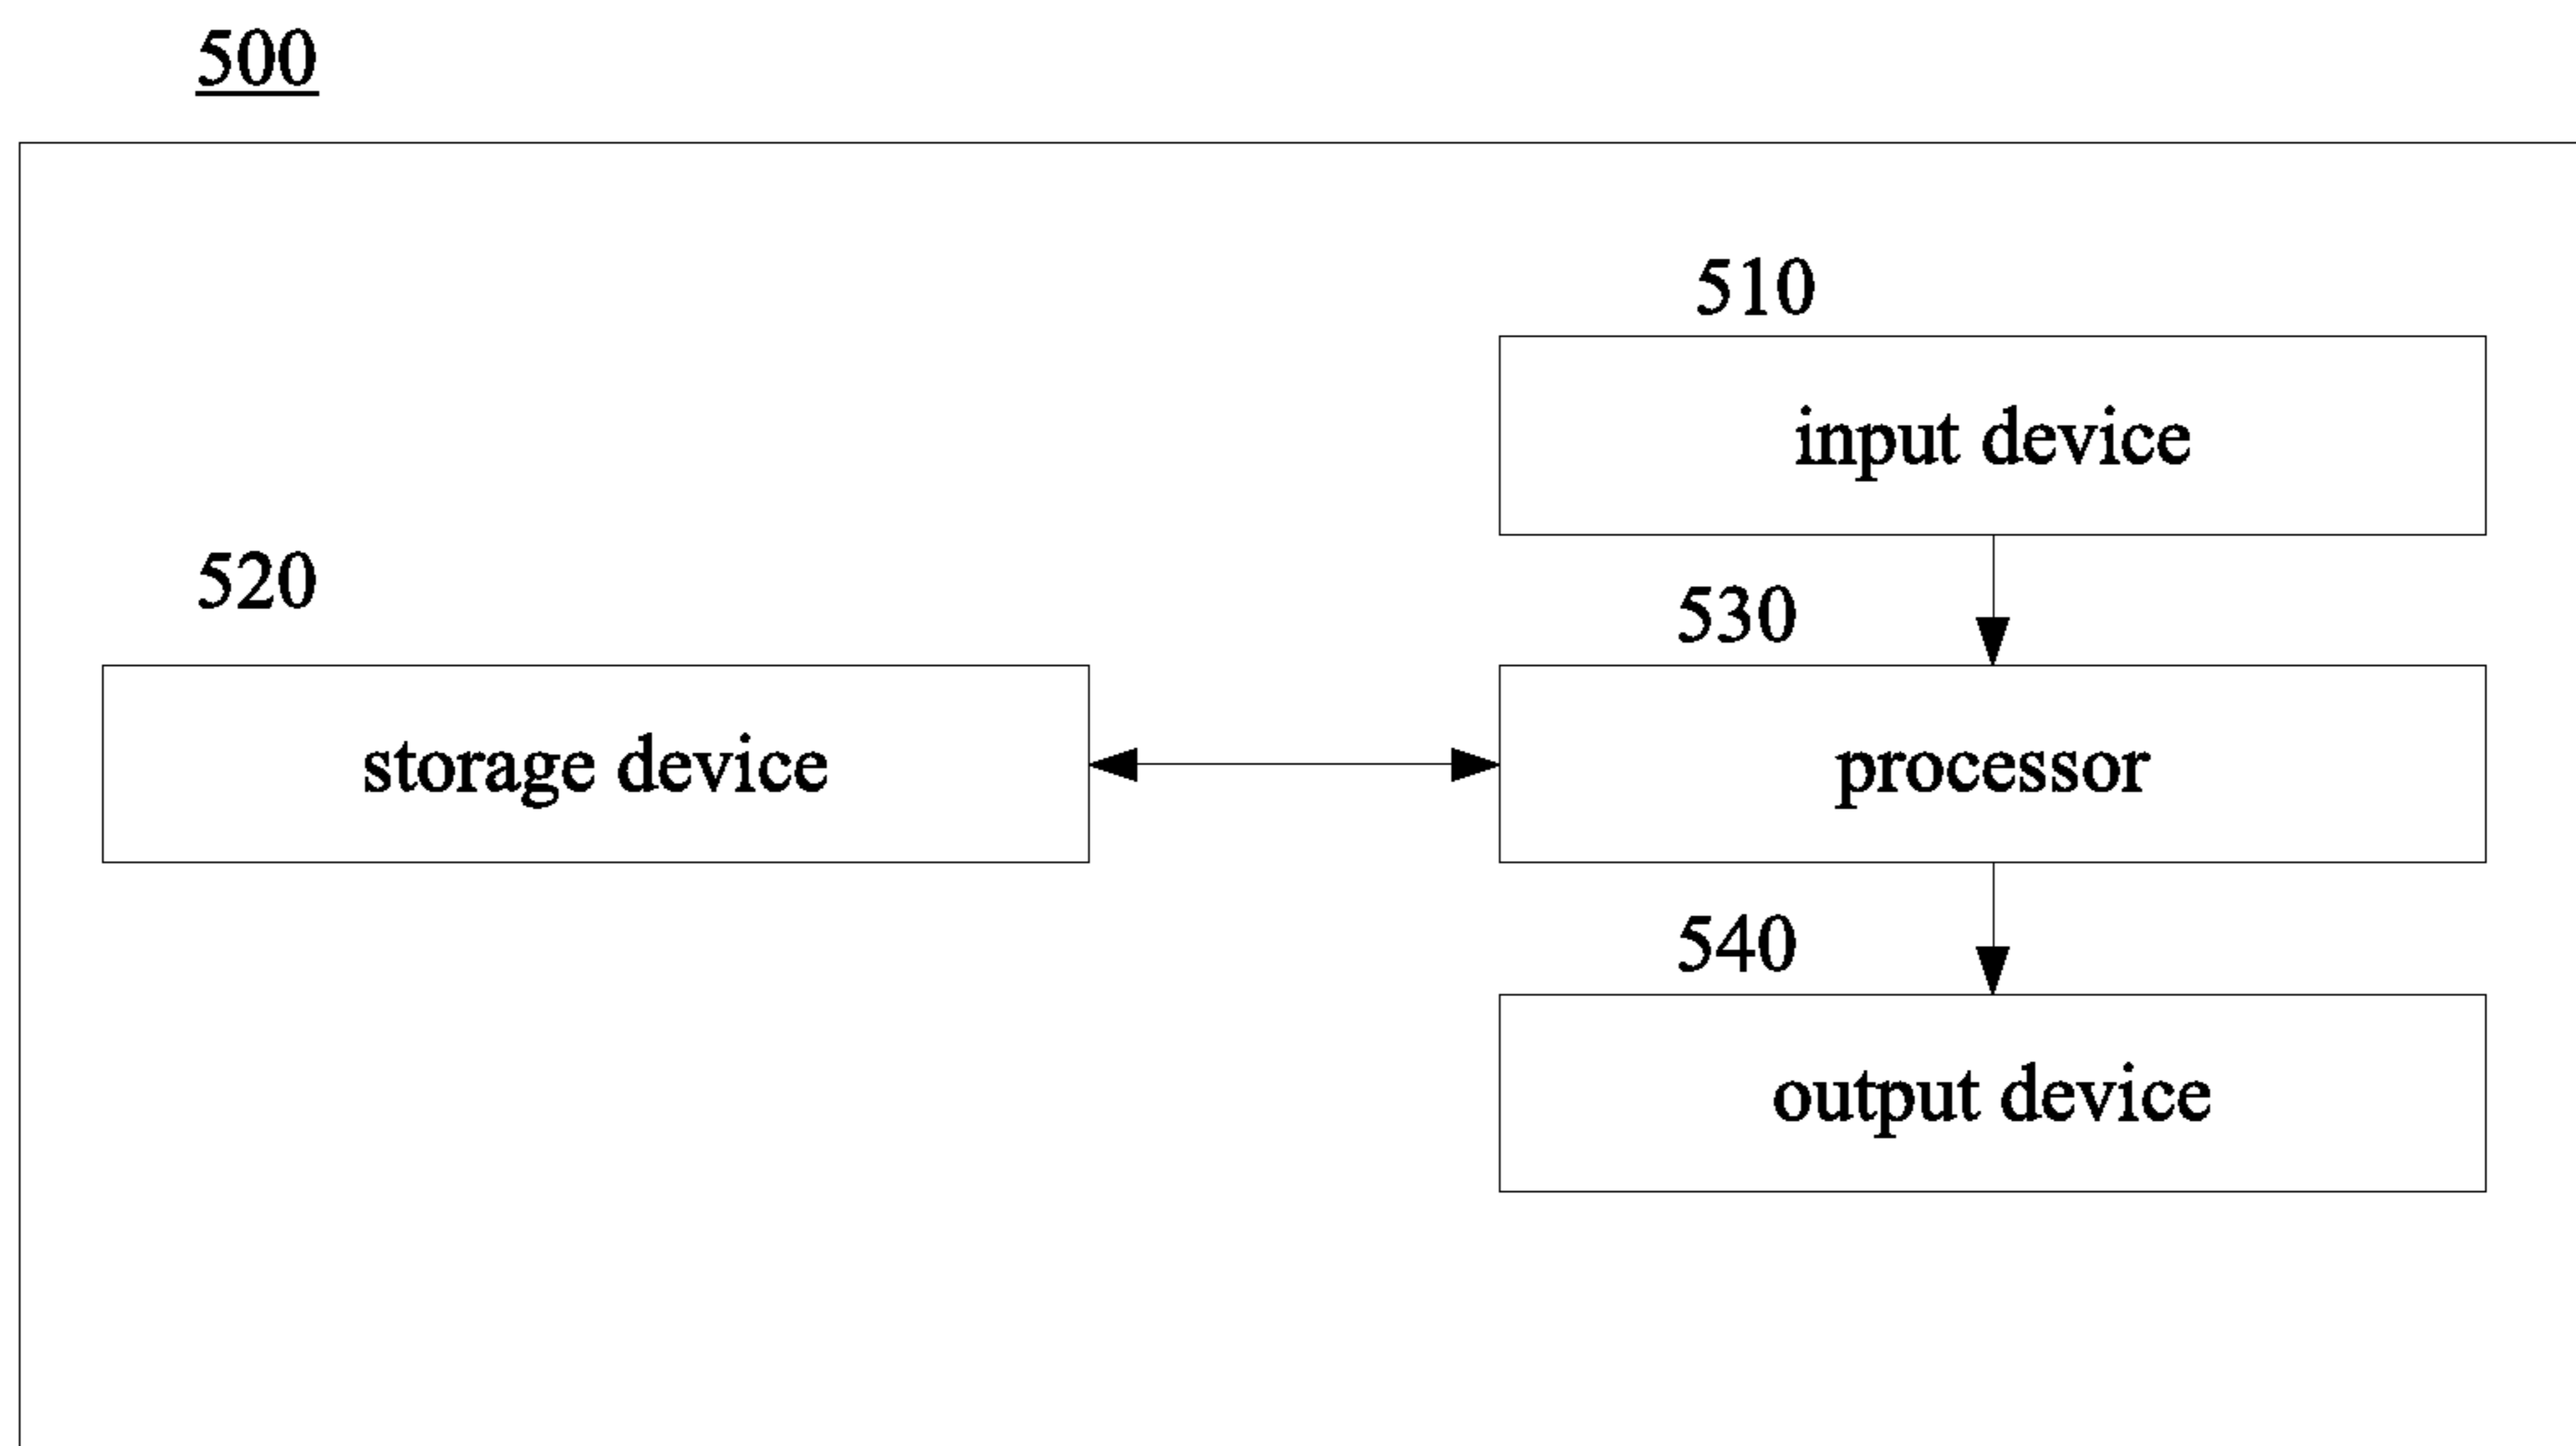 500
510
input device
520
530
storage device
processor
540
output device